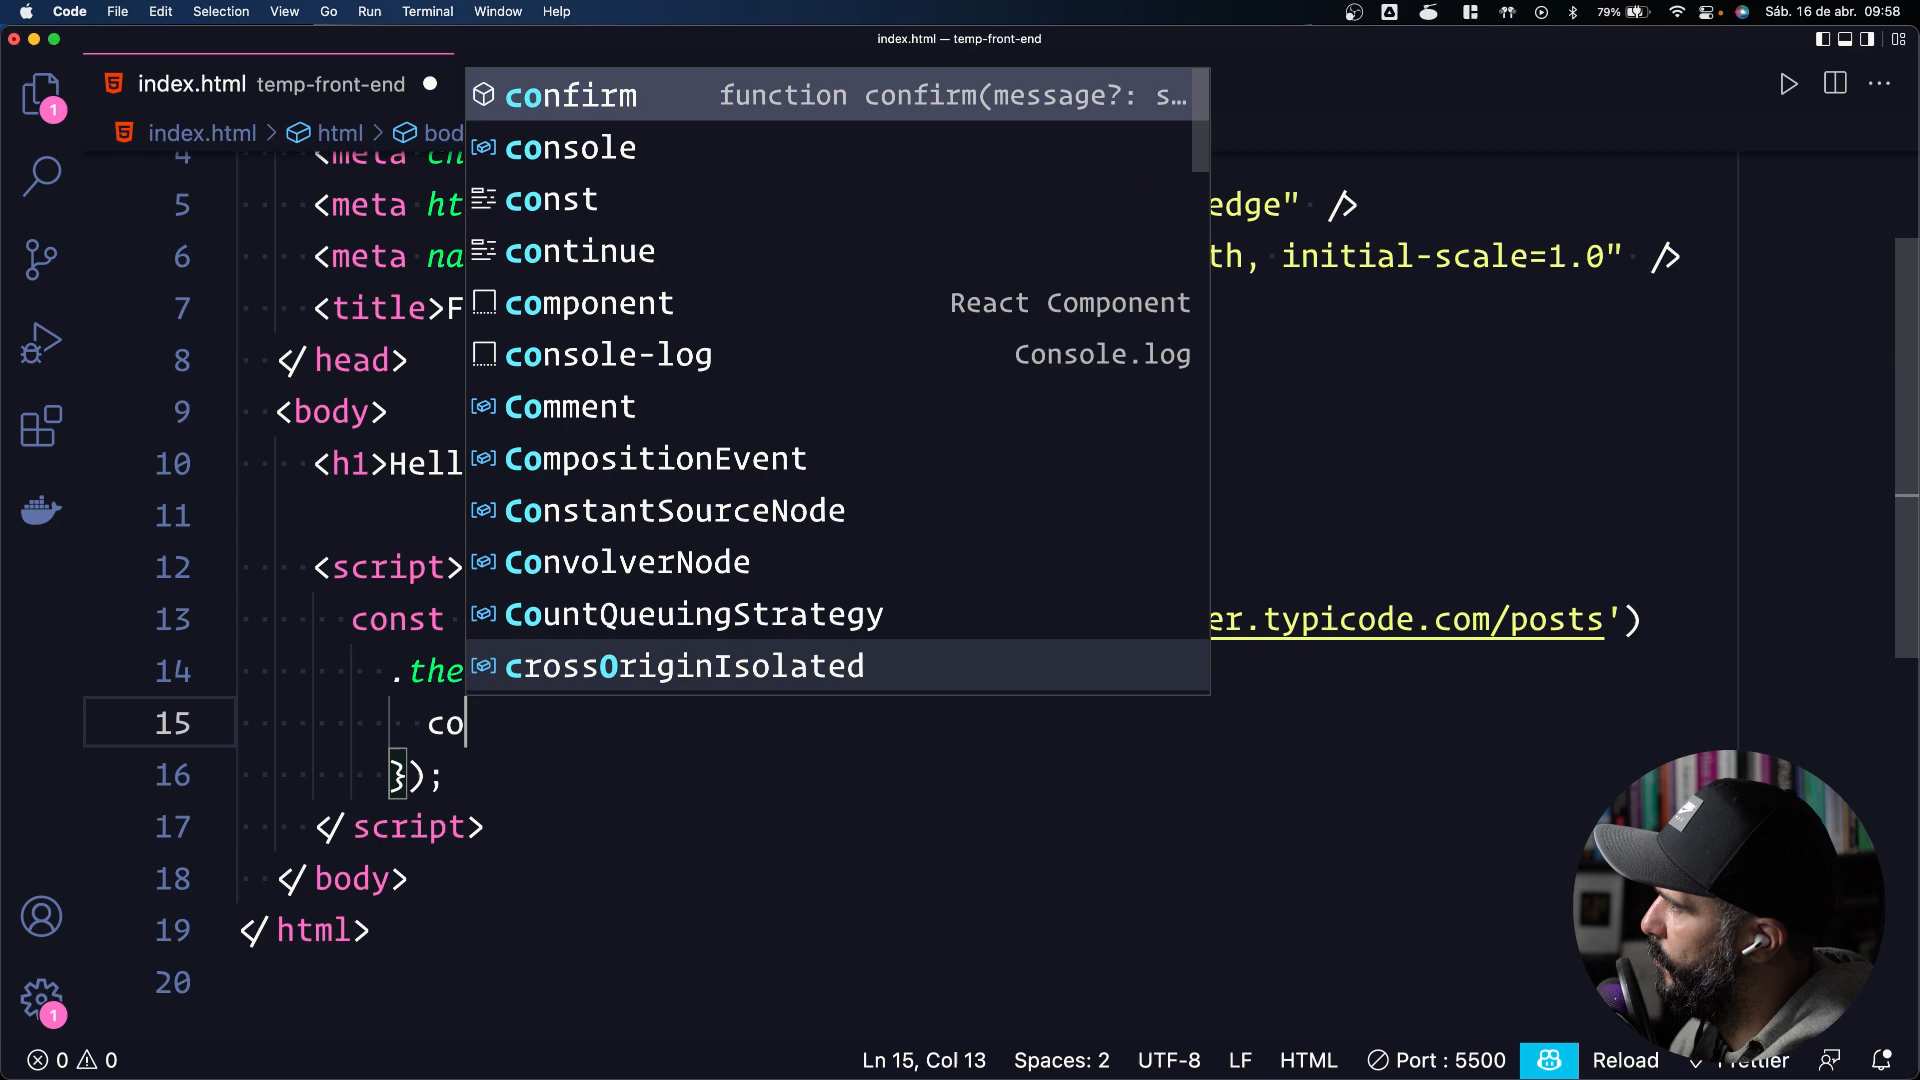 Code File Edit Selection View Go Run Terminal Window Help 79% Sáb. 16 de abr. 09:58
index.html — temp-front-end
index.html temp-front-end
index.html > html > bod
1
confirm function confirm(message?: s…
console
const
continue
component React Component
console-log Console.log
Comment
CompositionEvent
ConstantSourceNode
ConvolverNode
CountQueuingStrategy
crossOriginIsolated
4 <meta ch
5 <meta ht edge" />
6 <meta na th, initial-scale=1.0" />
7 <title>F
8 </head>
9 <body>
10 <h1>Hell
11
12 <script>
13 const er.typicode.com/posts')
14 .the
15 co
16 });
17 </script>
18 </body>
19 </html>
20
1
0 0 Ln 15, Col 13 Spaces: 2 UTF-8 LF HTML Port : 5500 Reload